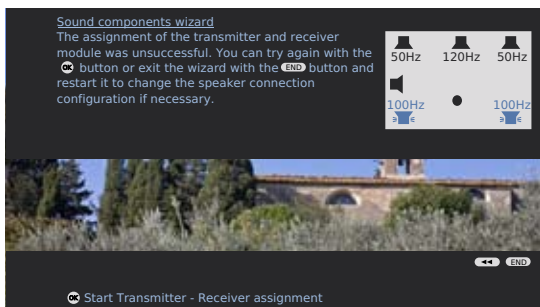 Sound components wizard
The assignment of the transmitter and receiver
module was unsuccessful. You can try again with the
OK button or exit the wizard with the END button and
restart it to change the speaker connection
configuration if necessary.
50Hz 120Hz 50Hz
100Hz 100Hz
END
OK Start Transmitter - Receiver assignment